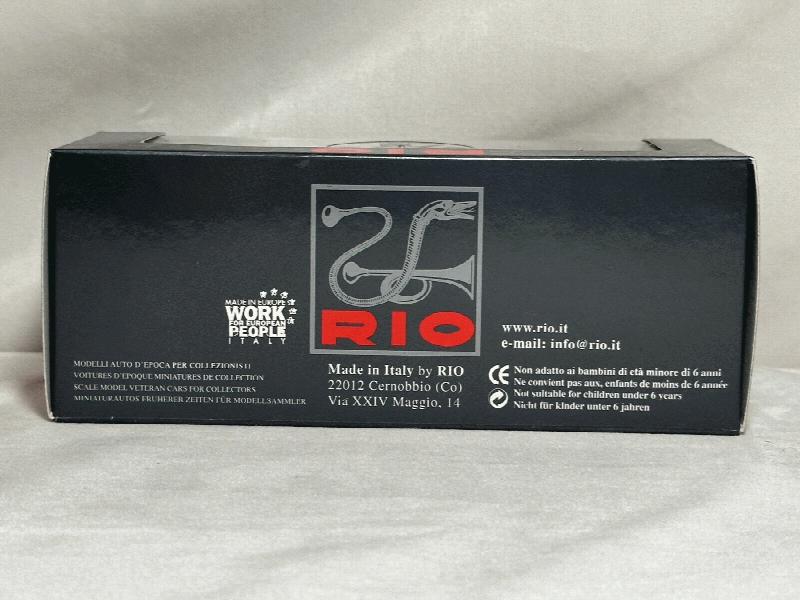 RIO
MADE IN EUROPE
WORK
FOR EUROPEAN
PEOPLE
ITALY
RIO
www.rio.it
e-mail: info@rio.it
MODELLI AUTO D'EPOCA PER COLLEZIONISTI
VOITURES D'EPOQUE MINIATURES DE COLLECTION
SCALE MODEL VETERAN CARS FOR COLLECTORS
MINIATURAUTOS FRUHERER ZEITEN FÜR MODELLSAMMLER
Made in Italy by RIO
22012 Cernobbio (Co)
Via XXIV Maggio, 14
CE
Non adatto ai bambini di età minore di 6 anni
Ne convient pas aux, enfants de moins de 6 année
Not suitable for children under 6 years
Nicht für kinder unter 6 jahren